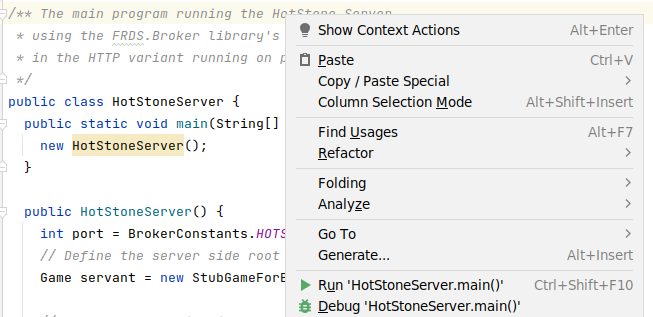 /** The main program running the HotStone Server
* using the FRDS.Broker library's
* in the HTTP variant running on
*/
public class HotStoneServer {
public static void main(String[]
new HotStoneServer();
}
public HotStoneServer() {
int port = BrokerConstants.HOTS
// Define the server side root
Game servant = new StubGameForB
Show Context Actions Alt+Enter
Paste Ctrl+V
Copy / Paste Special
Column Selection Mode Alt+Shift+Insert
Find Usages Alt+F7
Refactor
Folding
Analyze
Go To
Generate... Alt+Insert
Run 'HotStoneServer.main()' Ctrl+Shift+F10
Debug 'HotStoneServer.main()'